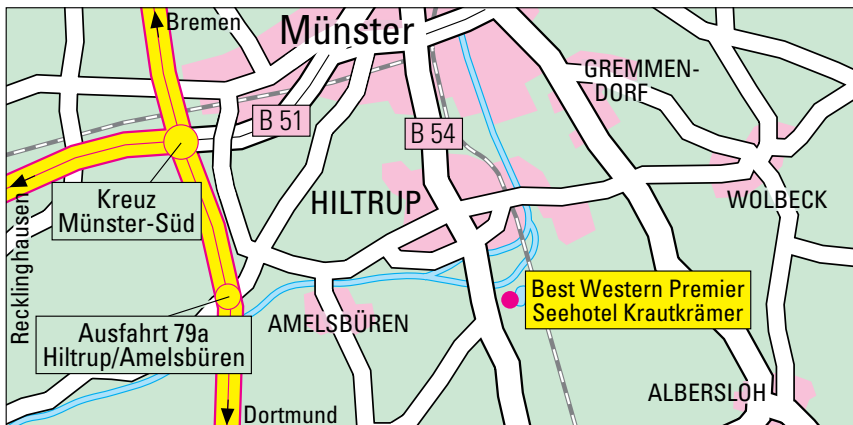 Bremen
Münster
GREMMEN-
DORF
B 51
B 54
Kreuz
Münster-Süd
HILTRUP
WOLBECK
Recklinghausen
Best Western Premier
Seehotel Krautkrämer
Ausfahrt 79a
Hiltrup/Amelsbüren
AMELSBÜREN
ALBERSLOH
Dortmund